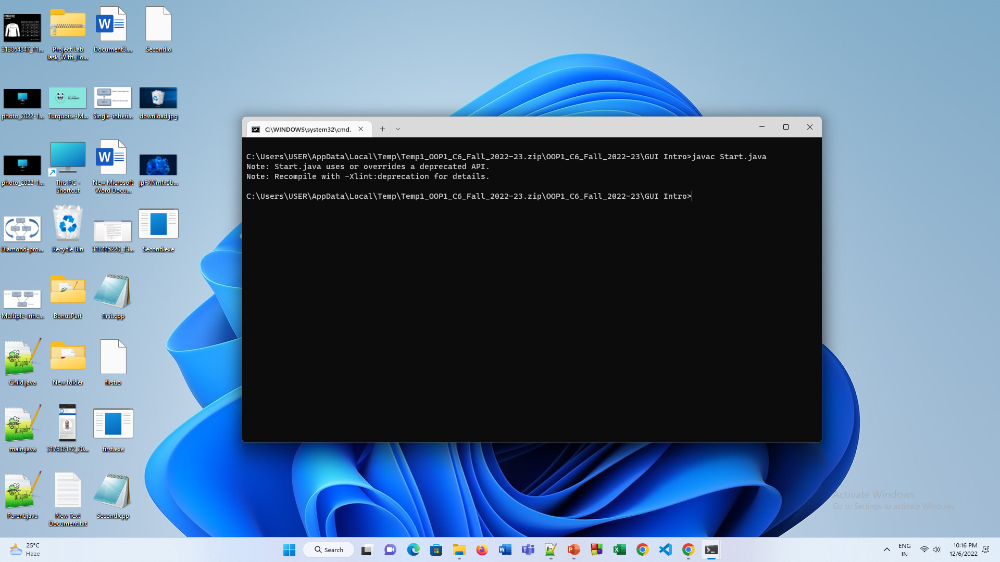 313864847_11...
Project Lab
Task_With_Bo...
Document3....
Second.o
photo_2022-1...
Turquoise-M...
Single-inheri...
download.jpg
photo_2022-1...
This PC -
Shortcut
New Microsoft
Word Docu...
jpFXNmfx5b...
Diamond-pro...
Recycle Bin
318445220_13...
Second.exe
Multiple-inhe...
BonusPart
first.cpp
Child.java
New folder
first.o
main.java
317638172_20...
first.exe
Parent.java
New Text
Document.txt
Second.cpp
C:\WINDOWS\system32\cmd.
C:\Users\USER\AppData\Local\Temp\Temp1_OOP1_C6_Fall_2022-23.zip\OOP1_C6_Fall_2022-23\GUI Intro>javac Start.java
Note: Start.java uses or overrides a deprecated API.
Note: Recompile with -Xlint:deprecation for details.
C:\Users\USER\AppData\Local\Temp\Temp1_OOP1_C6_Fall_2022-23.zip\OOP1_C6_Fall_2022-23\GUI Intro>
Activate Windows
Go to Settings to activate Windows.
25°C
Haze
Search
ENG
IN
10:16 PM
12/6/2022